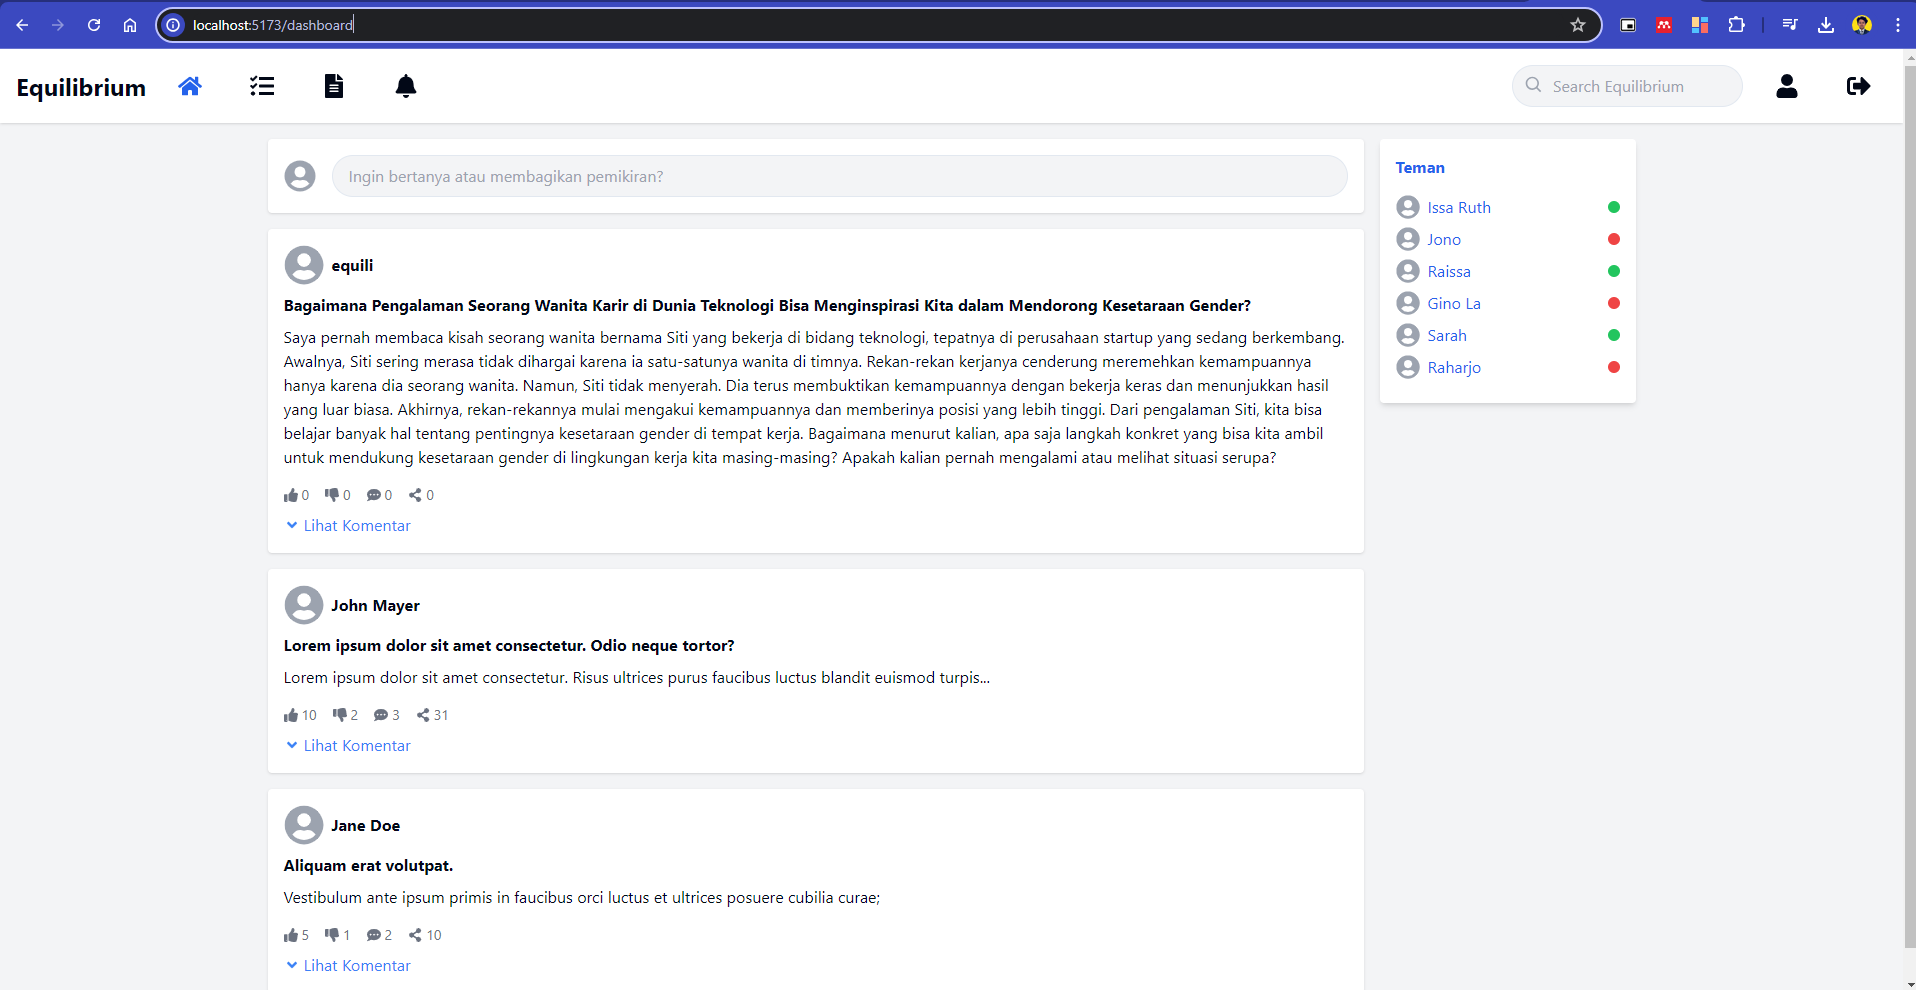 localhost:5173/dashboard
Equilibrium
Search Equilibrium
Ingin bertanya atau membagikan pemikiran?
equili
Bagaimana Pengalaman Seorang Wanita Karir di Dunia Teknologi Bisa Menginspirasi Kita dalam Mendorong Kesetaraan Gender?
Saya pernah membaca kisah seorang wanita bernama Siti yang bekerja di bidang teknologi, tepatnya di perusahaan startup yang sedang berkembang.
Awalnya, Siti sering merasa tidak dihargai karena ia satu-satunya wanita di timnya. Rekan-rekan kerjanya cenderung meremehkan kemampuannya
hanya karena dia seorang wanita. Namun, Siti tidak menyerah. Dia terus membuktikan kemampuannya dengan bekerja keras dan menunjukkan hasil
yang luar biasa. Akhirnya, rekan-rekannya mulai mengakui kemampuannya dan memberinya posisi yang lebih tinggi. Dari pengalaman Siti, kita bisa
belajar banyak hal tentang pentingnya kesetaraan gender di tempat kerja. Bagaimana menurut kalian, apa saja langkah konkret yang bisa kita ambil
untuk mendukung kesetaraan gender di lingkungan kerja kita masing-masing? Apakah kalian pernah mengalami atau melihat situasi serupa?
0 0 0 0
Lihat Komentar
John Mayer
Lorem ipsum dolor sit amet consectetur. Odio neque tortor?
Lorem ipsum dolor sit amet consectetur. Risus ultrices purus faucibus luctus blandit euismod turpis...
10 2 3 31
Lihat Komentar
Jane Doe
Aliquam erat volutpat.
Vestibulum ante ipsum primis in faucibus orci luctus et ultrices posuere cubilia curae;
5 1 2 10
Lihat Komentar
Teman
Issa Ruth
Jono
Raissa
Gino La
Sarah
Raharjo